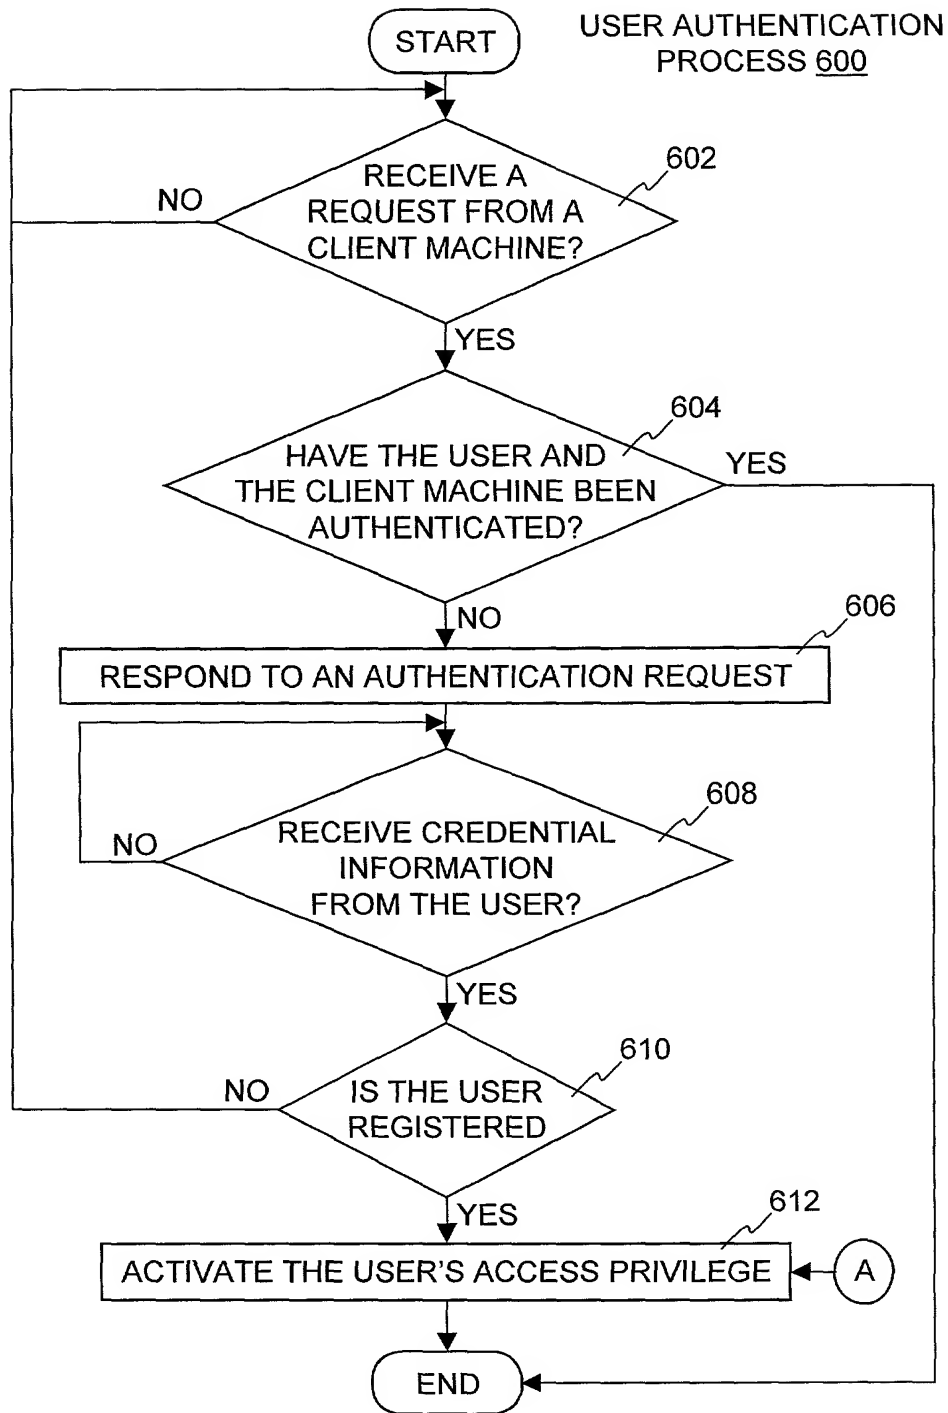 START
USER AUTHENTICATION
PROCESS 600
602
NO
RECEIVE A
REQUEST FROM A
CLIENT MACHINE?
YES
604
HAVE THE USER AND
THE CLIENT MACHINE BEEN
AUTHENTICATED?
YES
NO
606
RESPOND TO AN AUTHENTICATION REQUEST
608
NO
RECEIVE CREDENTIAL
INFORMATION
FROM THE USER?
YES
610
NO
IS THE USER
REGISTERED
YES
612
ACTIVATE THE USER'S ACCESS PRIVILEGE
A
END